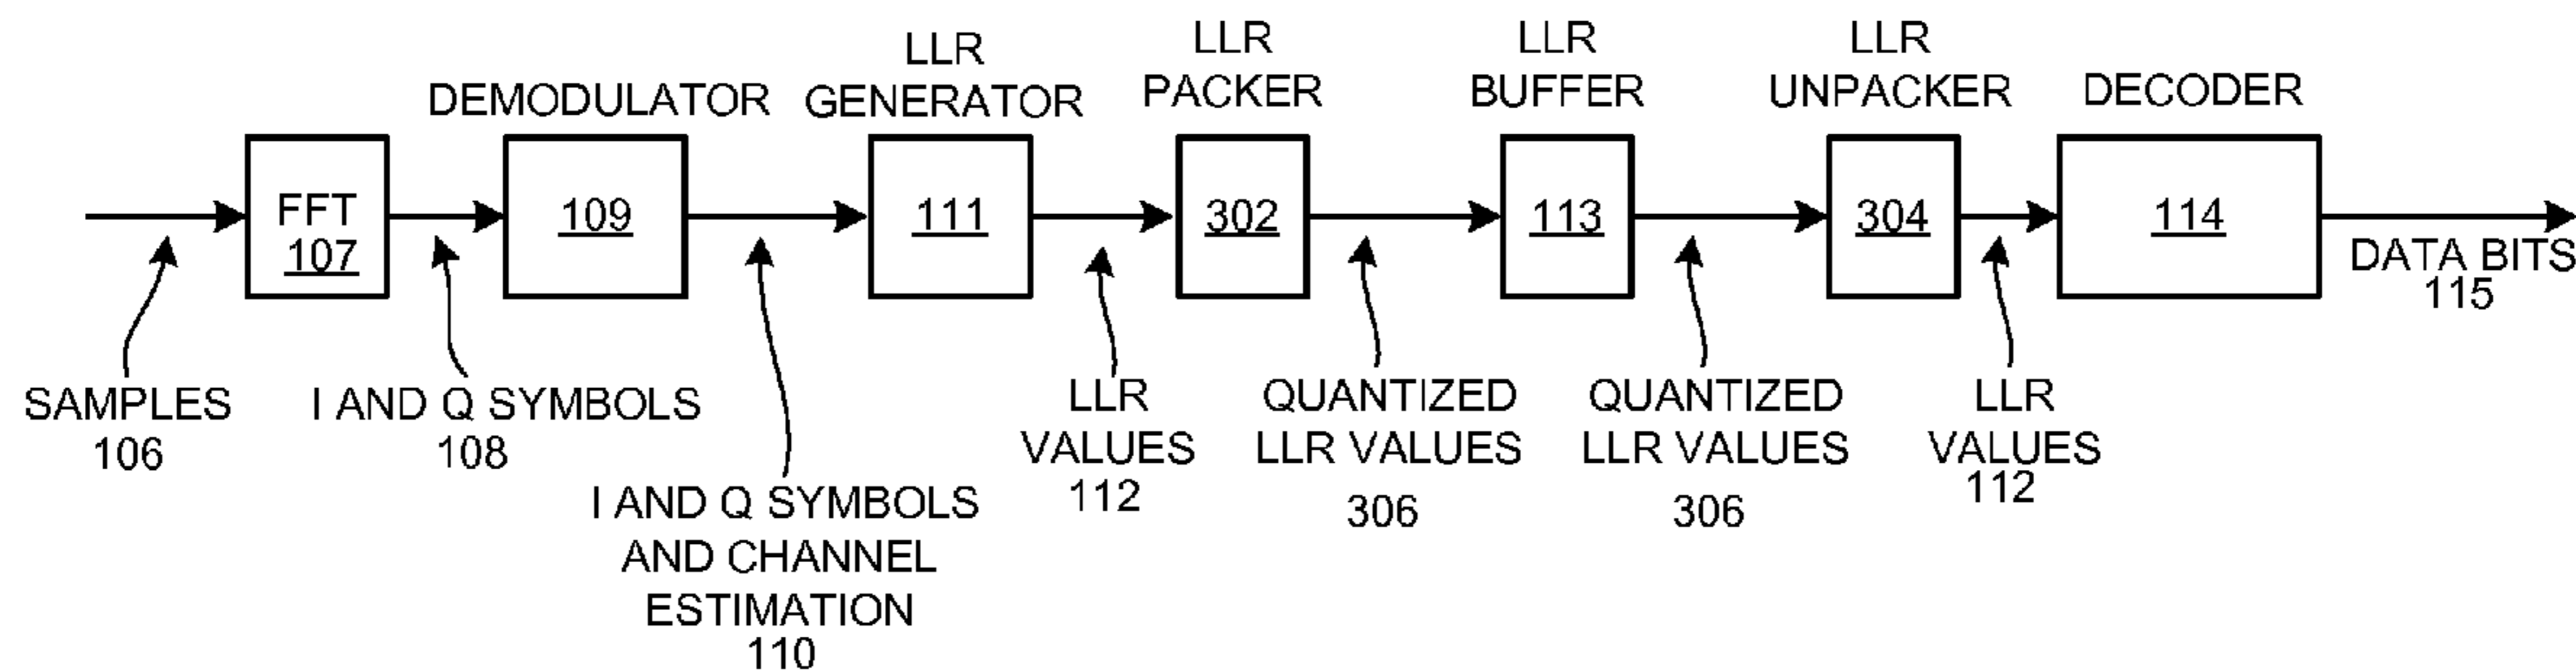 DEMODULATOR
LLR
GENERATOR
LLR
PACKER
LLR
BUFFER
LLR
UNPACKER
DECODER
FFT
107
109
111
302
113
304
114
DATA BITS
115
SAMPLES
106
I AND Q SYMBOLS
108
I AND Q SYMBOLS
AND CHANNEL
ESTIMATION
110
LLR
VALUES
112
QUANTIZED
LLR VALUES
306
QUANTIZED
LLR VALUES
306
LLR
VALUES
112